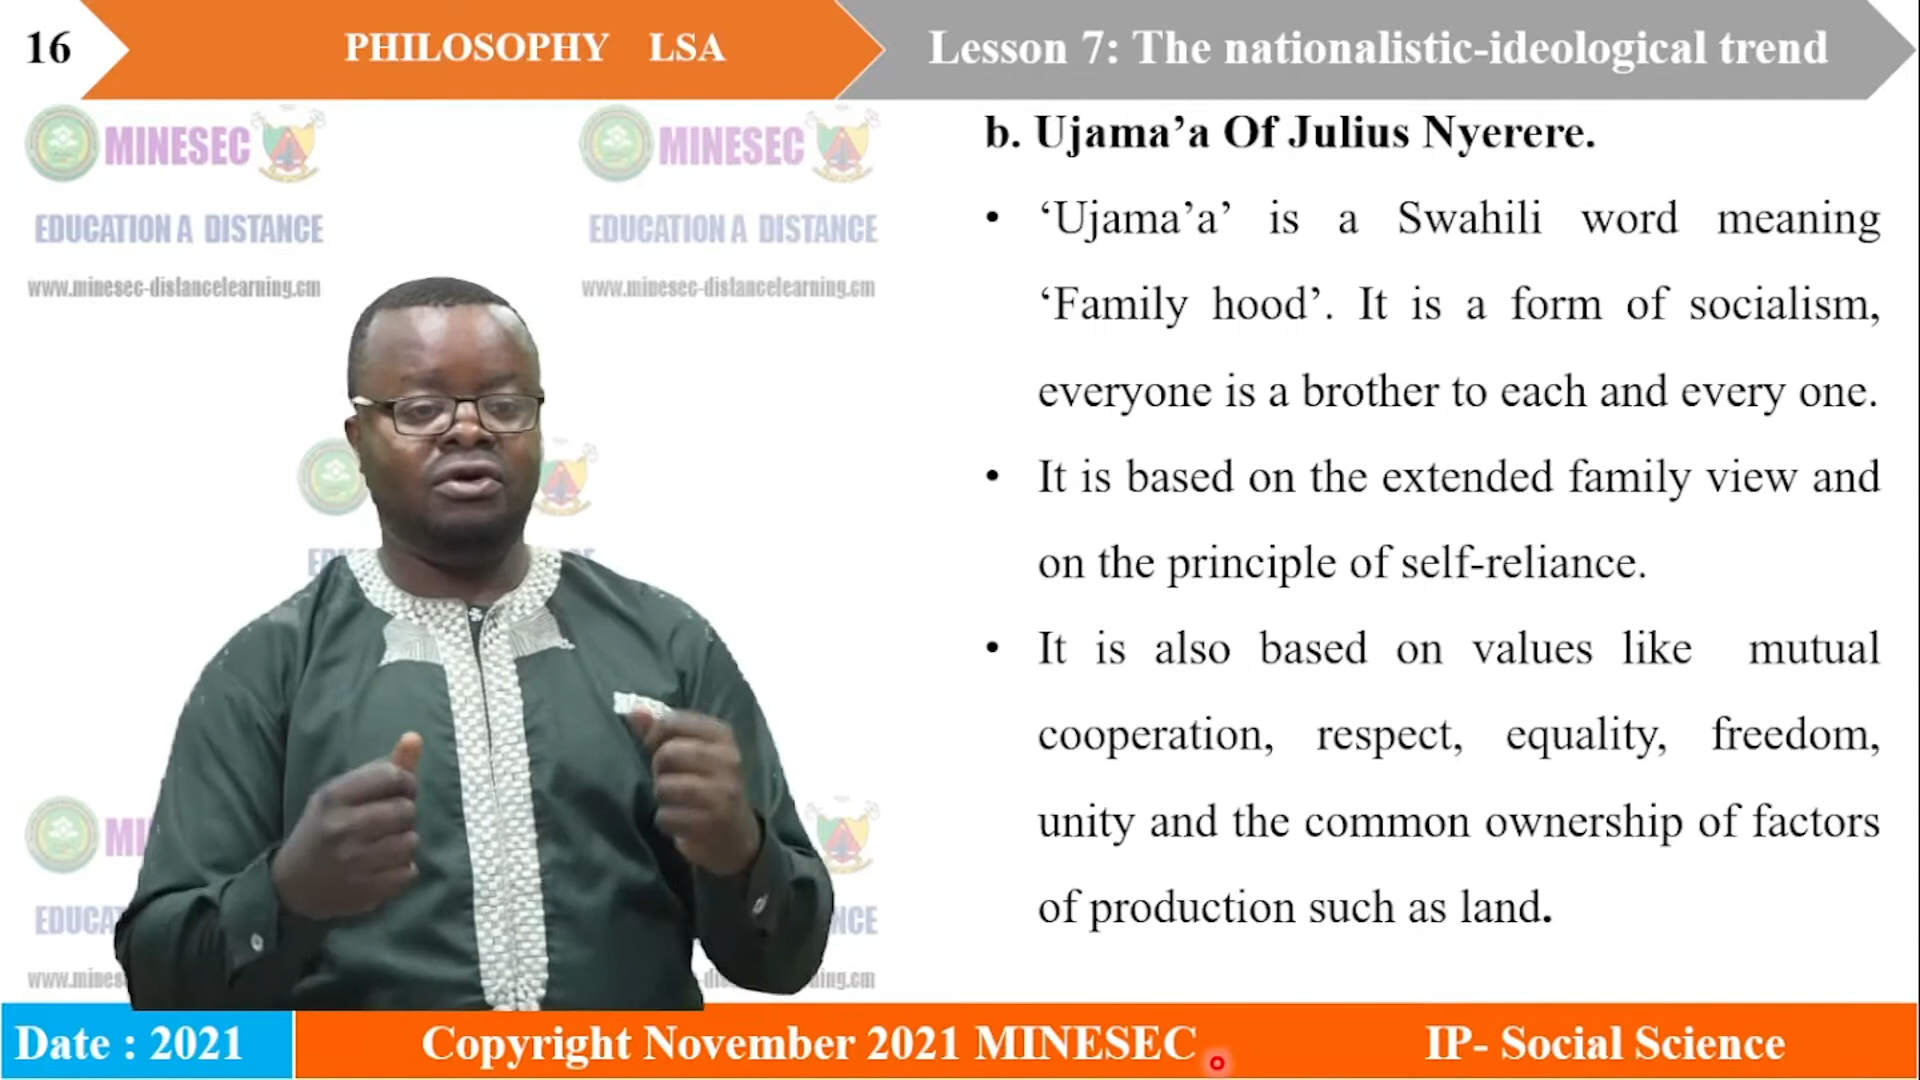 16
PHILOSOPHY LSA
Lesson 7: The nationalistic-ideological trend
MINESEC
MINESEC
EDUCATION A DISTANCE
EDUCATION A DISTANCE
www.minesec-distancelearning.cm
www.minesec-distancelearning.cm
b. Ujama’a Of Julius Nyerere.
• ‘Ujama’a’ is a Swahili word meaning
‘Family hood’. It is a form of socialism,
everyone is a brother to each and every one.
• It is based on the extended family view and
on the principle of self-reliance.
• It is also based on values like mutual
cooperation, respect, equality, freedom,
unity and the common ownership of factors
of production such as land.
Date : 2021
Copyright November 2021 MINESEC
IP- Social Science